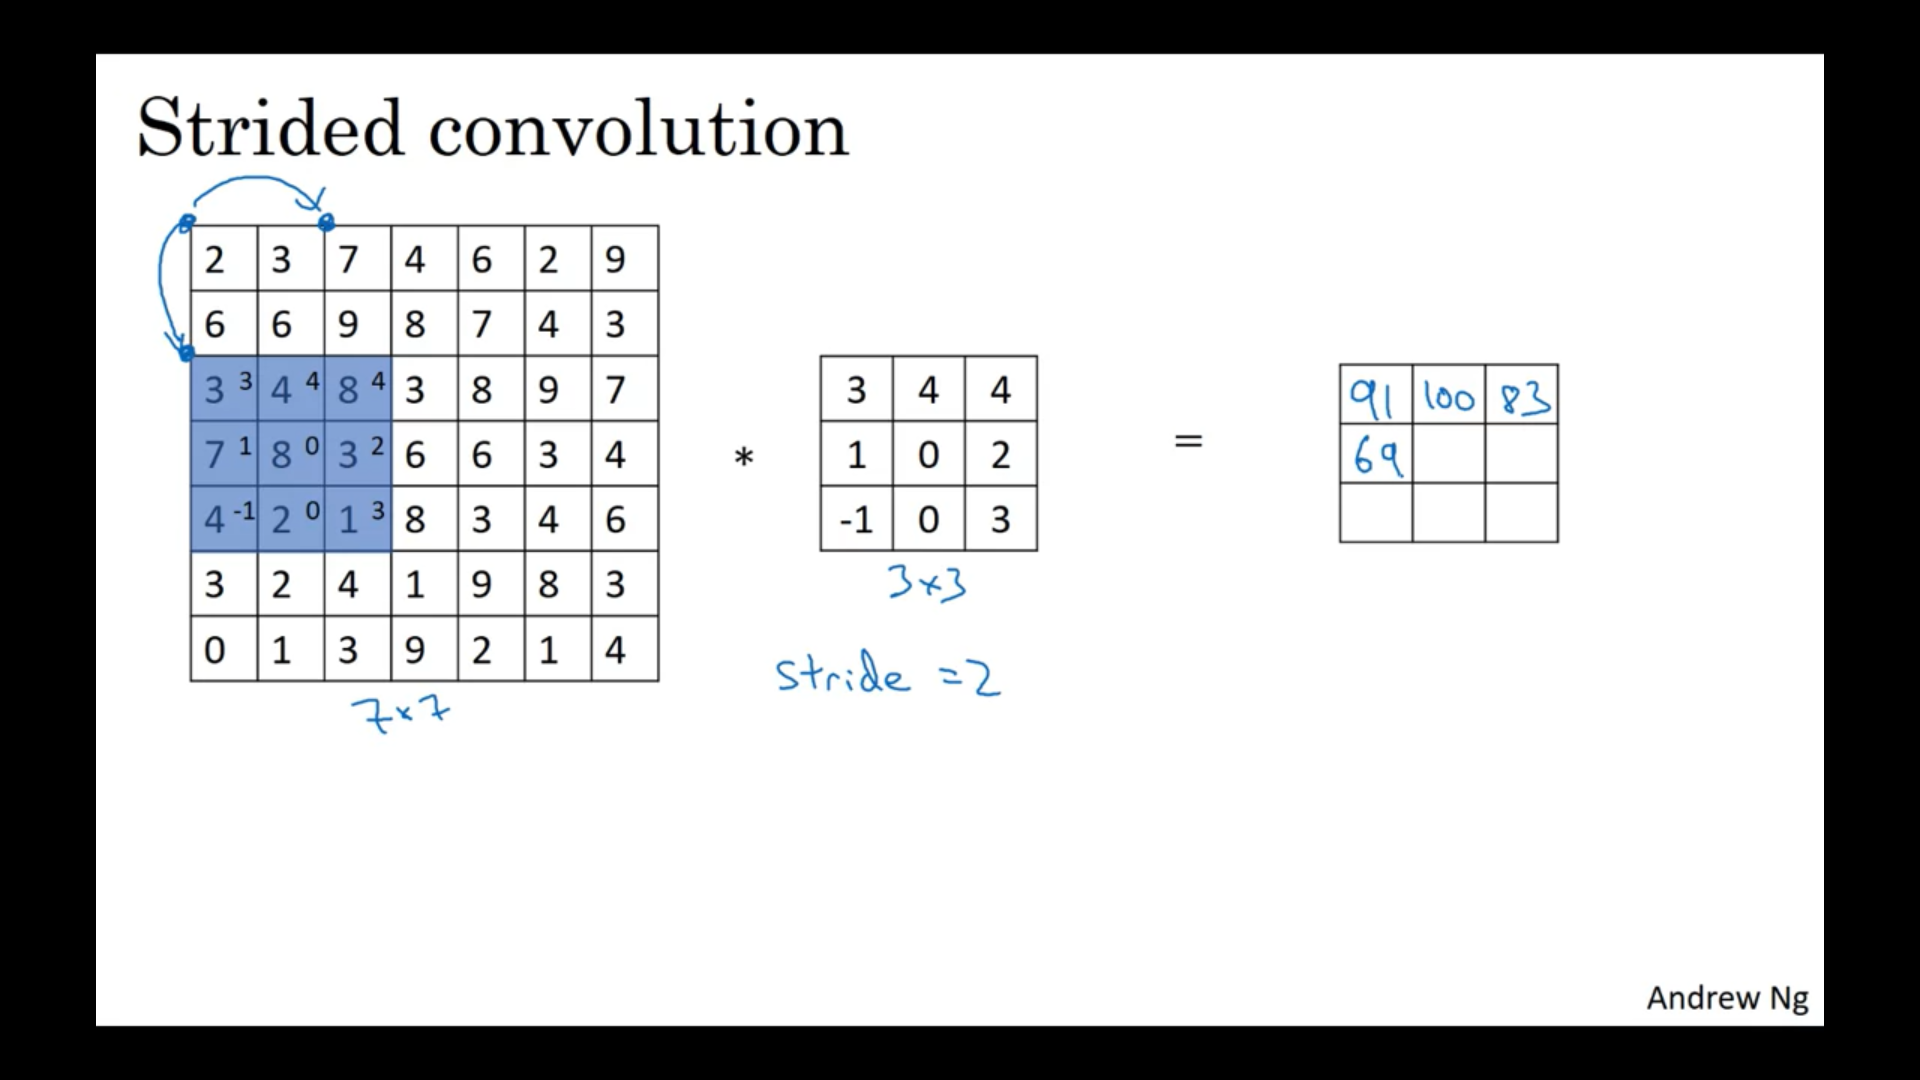 Strided convolution
2 3 7 4 6 2 9
6 6 9 8 7 4 3
3 3 4 4 8 4 3 8 9 7
7 1 8 0 3 2 6 6 3 4
4 -1 2 0 1 3 8 3 4 6
3 2 4 1 9 8 3
0 1 3 9 2 1 4
7×7
*
3 4 4
1 0 2
-1 0 3
3×3
stride =2
=
91 100 83
69
Andrew Ng